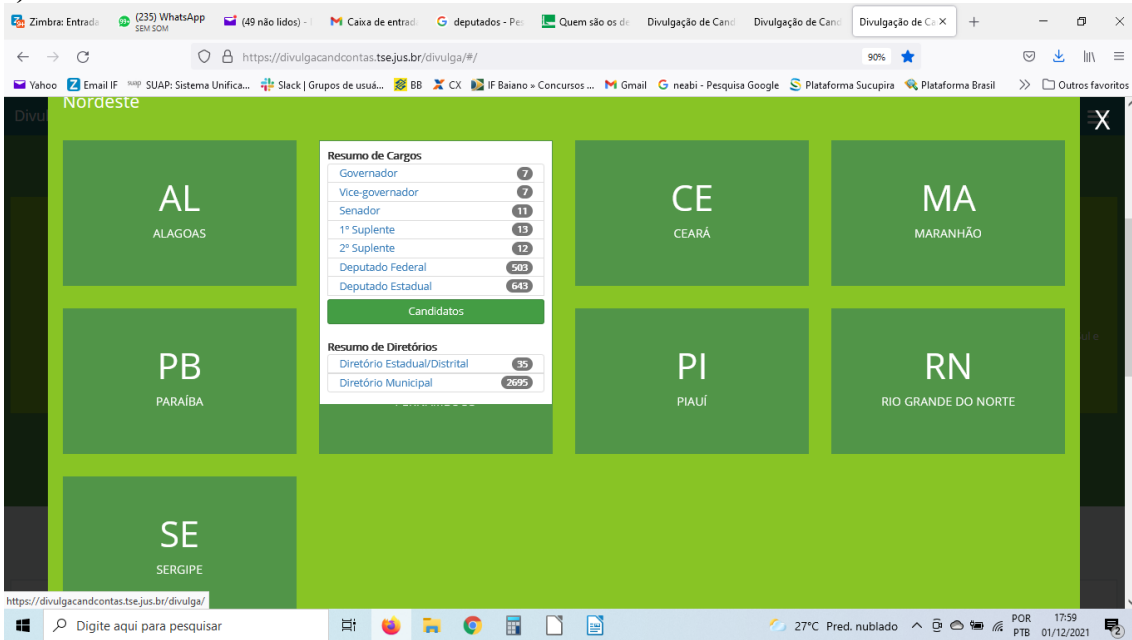 Zimbra: Entrada
(235) WhatsApp
SEM SOM
(49 não lidos) -
Caixa de entrad
deputados - Pes
Quem são os de
Divulgação de Cand
Divulgação de Cand
Divulgação de Ca
https://divulgacandcontas.tse.jus.br/divulga/#/
90%
Yahoo
Email IF
SUAP: Sistema Unifica...
Slack | Grupos de usuá...
BB
CX
IF Baiano » Concursos ...
Gmail
neabi - Pesquisa Google
Plataforma Sucupira
Plataforma Brasil
Outros favoritos
Divul
Nordeste
X
AL
ALAGOAS
Resumo de Cargos
Governador 7
Vice-governador 7
Senador 11
1º Suplente 13
2º Suplente 12
Deputado Federal 503
Deputado Estadual 643
Candidatos
Resumo de Diretórios
Diretório Estadual/Distrital 35
Diretório Municipal 2695
CE
CEARÁ
MA
MARANHÃO
PB
PARAÍBA
PI
PIAUÍ
RN
RIO GRANDE DO NORTE
SE
SERGIPE
https://divulgacandcontas.tse.jus.br/divulga/
Digite aqui para pesquisar
27°C Pred. nublado
POR
PTB
17:59
01/12/2021
2